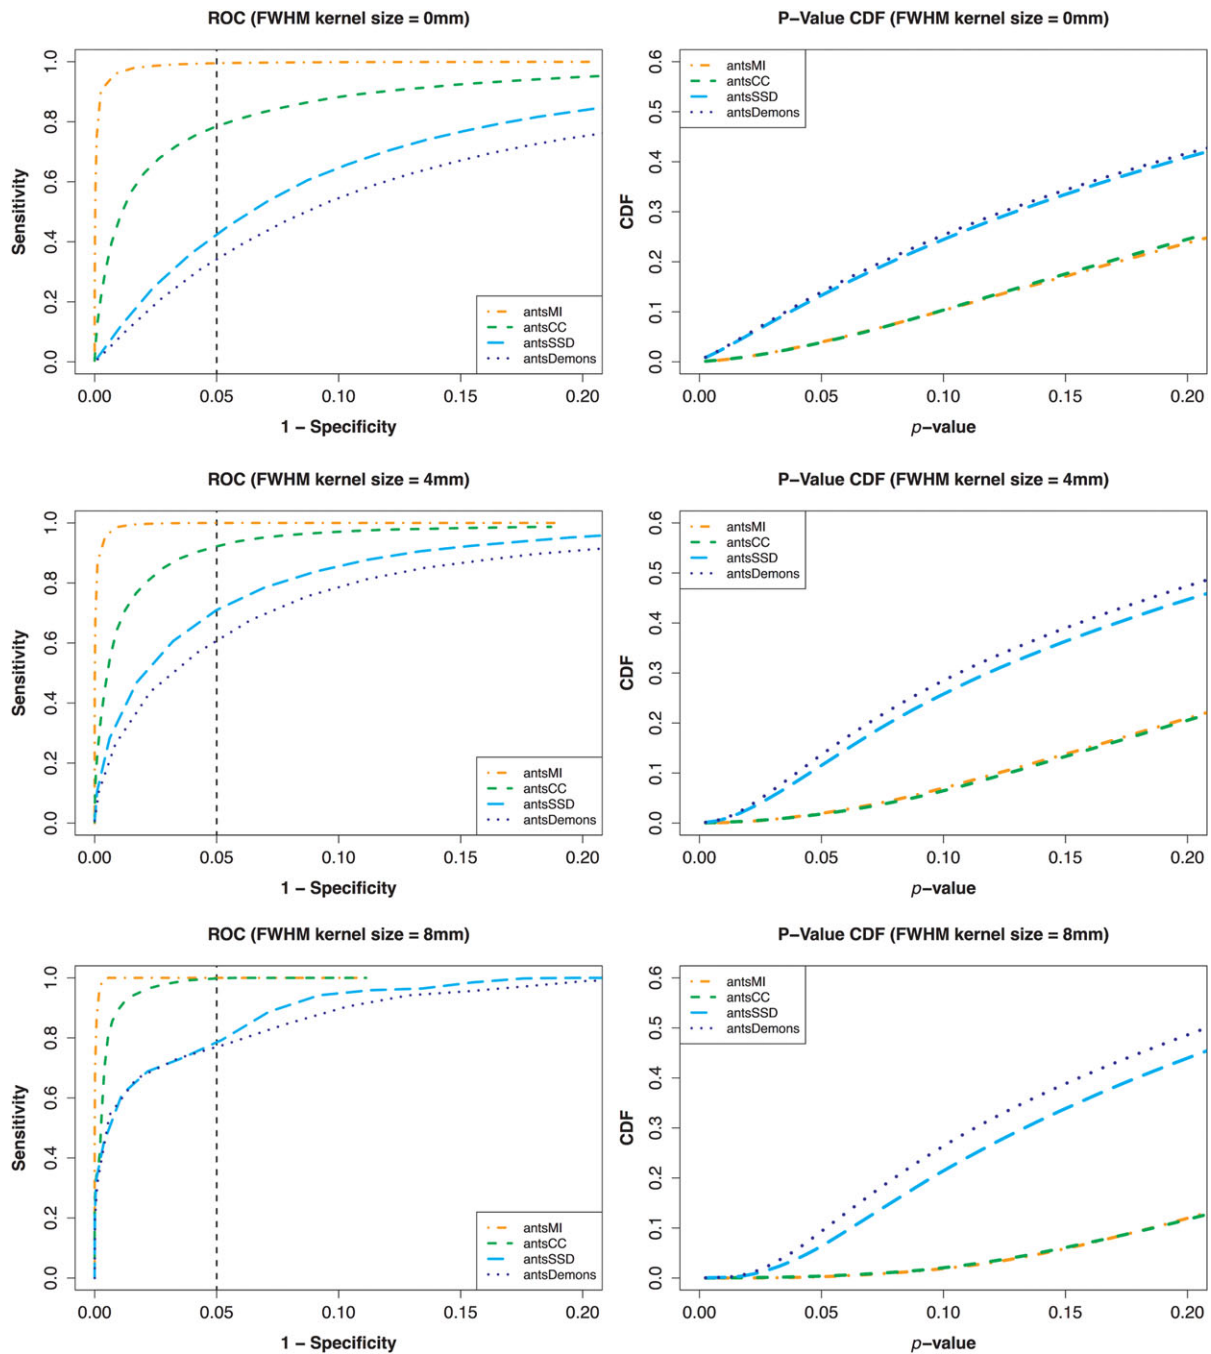 ROC (FWHM kernel size = 0mm)
Sensitivity
0.0 0.2 0.4 0.6 0.8 1.0
antsMI
antsCC
antsSSD
antsDemons
0.00 0.05 0.10 0.15 0.20
1 − Specificity
P−Value CDF (FWHM kernel size = 0mm)
CDF
0.0 0.1 0.2 0.3 0.4 0.5 0.6
antsMI
antsCC
antsSSD
antsDemons
0.00 0.05 0.10 0.15 0.20
p−value
ROC (FWHM kernel size = 4mm)
Sensitivity
0.0 0.2 0.4 0.6 0.8 1.0
antsMI
antsCC
antsSSD
antsDemons
0.00 0.05 0.10 0.15 0.20
1 − Specificity
P−Value CDF (FWHM kernel size = 4mm)
CDF
0.0 0.1 0.2 0.3 0.4 0.5 0.6
antsMI
antsCC
antsSSD
antsDemons
0.00 0.05 0.10 0.15 0.20
p−value
ROC (FWHM kernel size = 8mm)
Sensitivity
0.0 0.2 0.4 0.6 0.8 1.0
antsMI
antsCC
antsSSD
antsDemons
0.00 0.05 0.10 0.15 0.20
1 − Specificity
P−Value CDF (FWHM kernel size = 8mm)
CDF
0.0 0.1 0.2 0.3 0.4 0.5 0.6
antsMI
antsCC
antsSSD
antsDemons
0.00 0.05 0.10 0.15 0.20
p−value